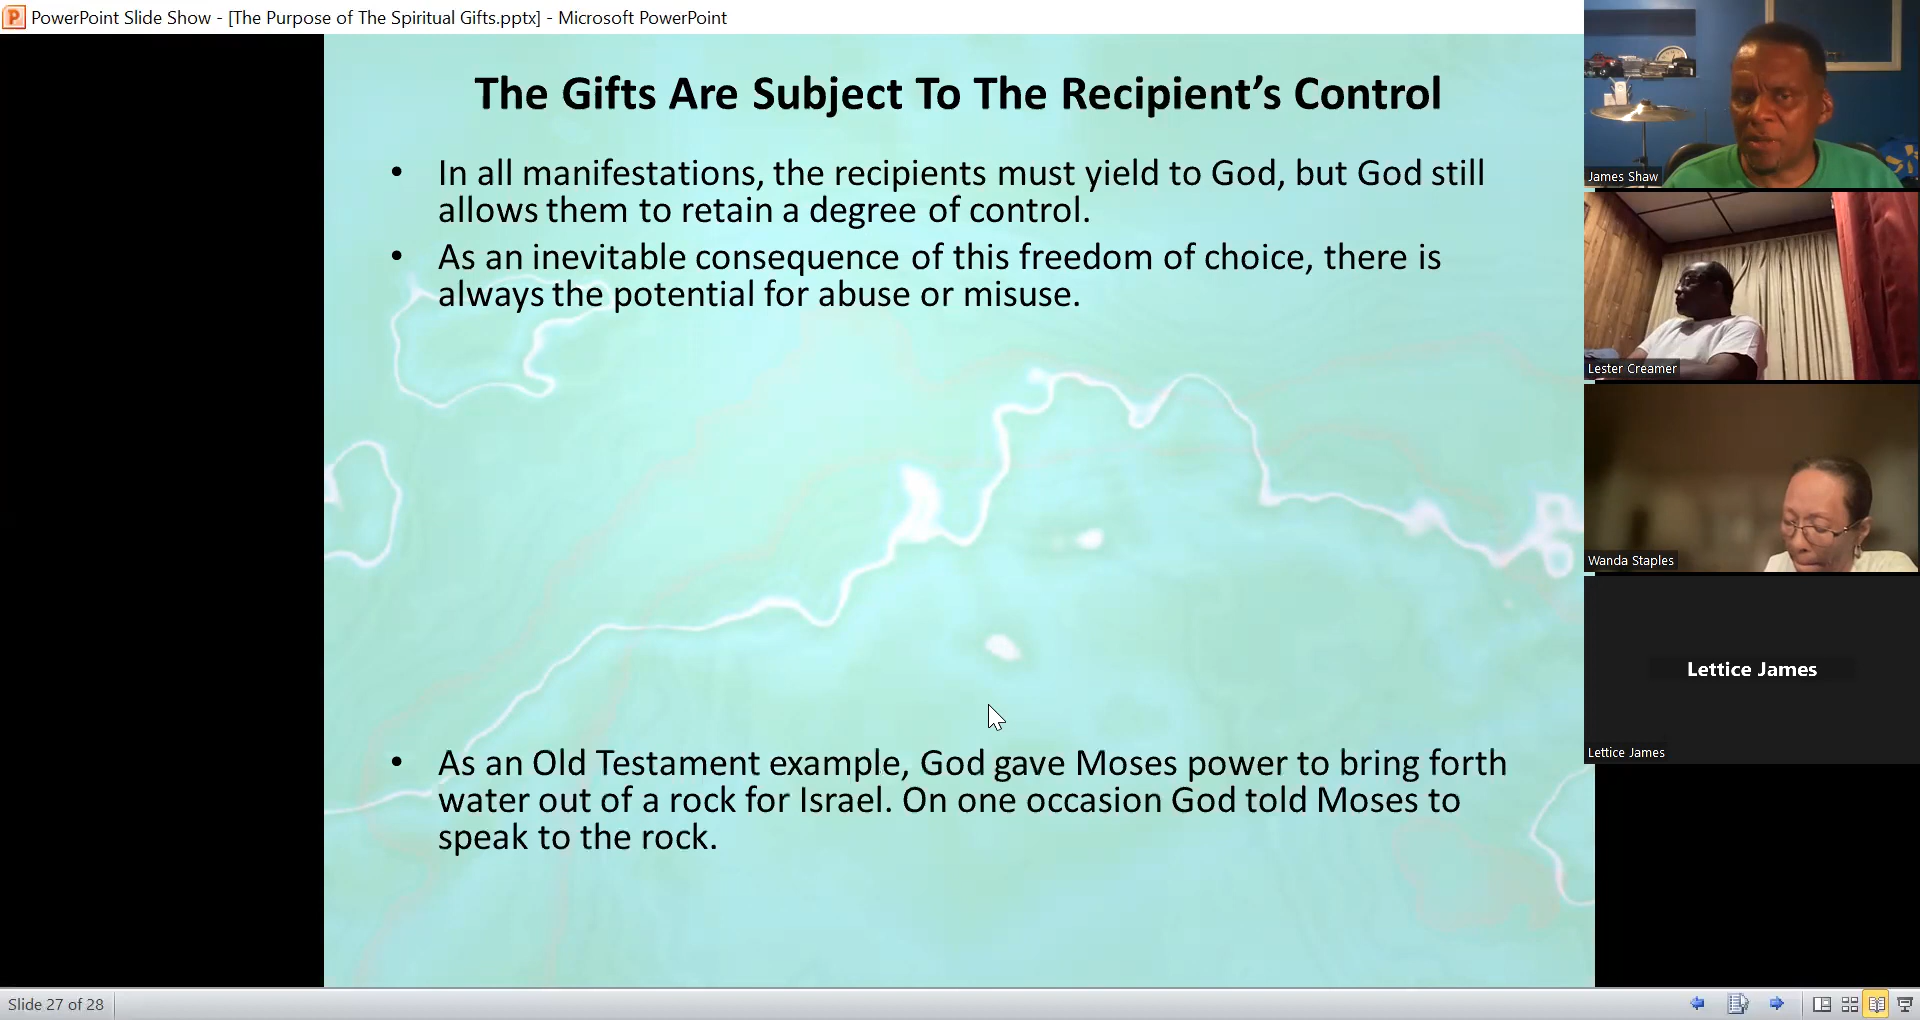 PowerPoint Slide Show - [The Purpose of The Spiritual Gifts.pptx] - Microsoft PowerPoint
The Gifts Are Subject To The Recipient’s Control
• In all manifestations, the recipients must yield to God, but God still
allows them to retain a degree of control.
• As an inevitable consequence of this freedom of choice, there is
always the potential for abuse or misuse.
• As an Old Testament example, God gave Moses power to bring forth
water out of a rock for Israel. On one occasion God told Moses to
speak to the rock.
James Shaw
Lester Creamer
Wanda Staples
Lettice James
Lettice James
Slide 27 of 28